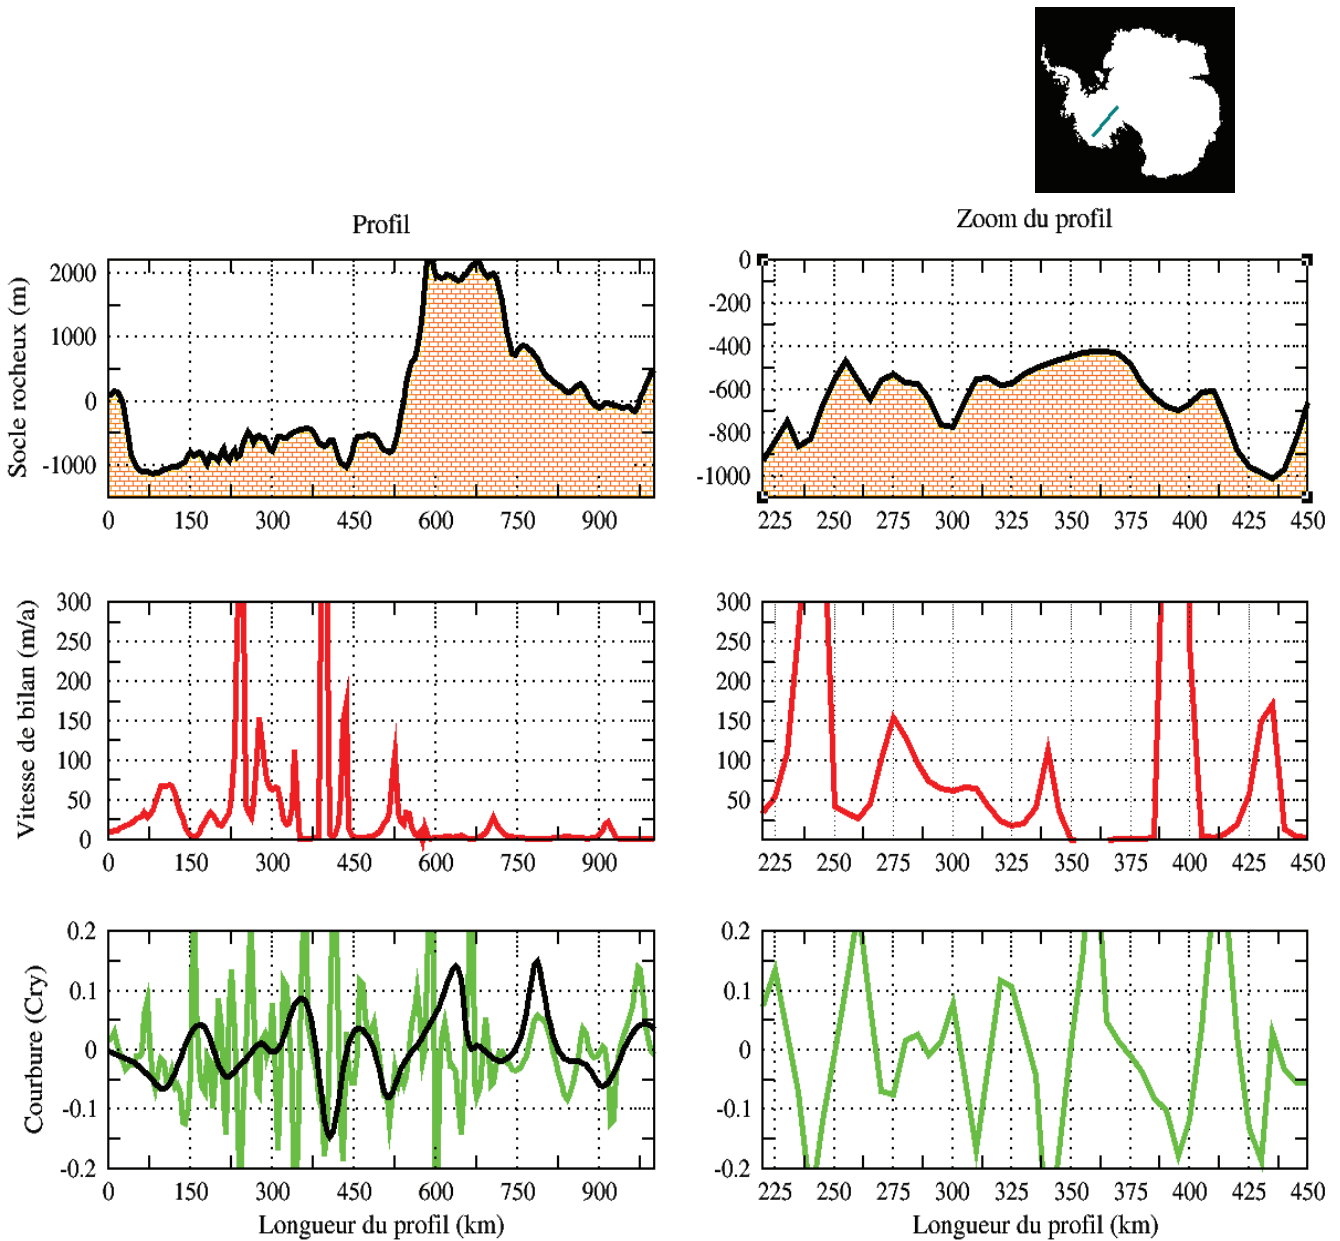 Profil
Zoom du profil
Socle rocheux (m)
2000
1000
0
-1000
0 150 300 450 600 750 900
0
-200
-400
-600
-800
-1000
225 250 275 300 325 350 375 400 425 450
Vitesse de bilan (m/a)
300
250
200
150
100
50
0
0 150 300 450 600 750 900
300
250
200
150
100
50
225 250 275 300 325 350 375 400 425 450
Courbure (Cry)
0.2
0.1
0
-0.1
-0.2
0 150 300 450 600 750 900
Longueur du profil (km)
0.2
0.1
0
-0.1
-0.2
225 250 275 300 325 350 375 400 425 450
Longueur du profil (km)